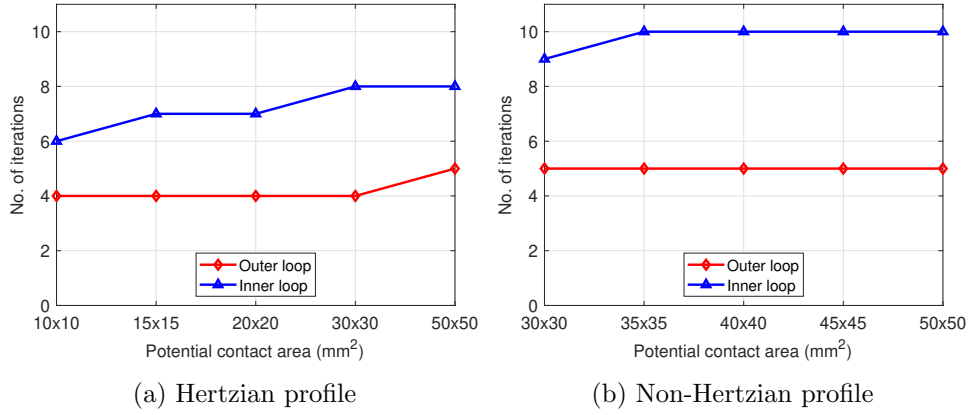 10
8
6
4
2
0
No. of iterations
Outer loop
Inner loop
10x10 15x15 20x20 30x30 50x50
Potential contact area (mm²)
(a) Hertzian profile
10
8
6
4
2
0
No. of iterations
Outer loop
Inner loop
30x30 35x35 40x40 45x45 50x50
Potential contact area (mm²)
(b) Non-Hertzian profile